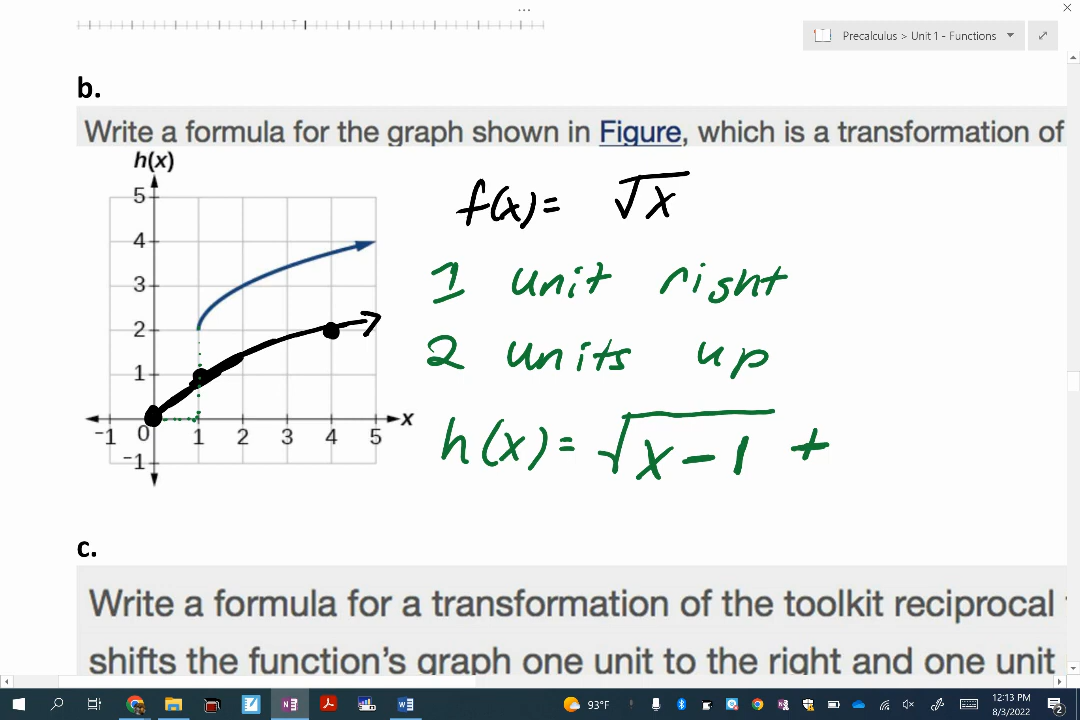 ...
Precalculus > Unit 1 - Functions
b.
Write a formula for the graph shown in Figure, which is a transformation of
h(x)
5
4
3
2
1
-1 0 1 2 3 4 5 x
-1
f(x) = √x
1 unit right
2 units up
h(x) = √x-1 +
c.
Write a formula for a transformation of the toolkit reciprocal
shifts the function's graph one unit to the right and one unit
93°F
12:13 PM
8/3/2022
2